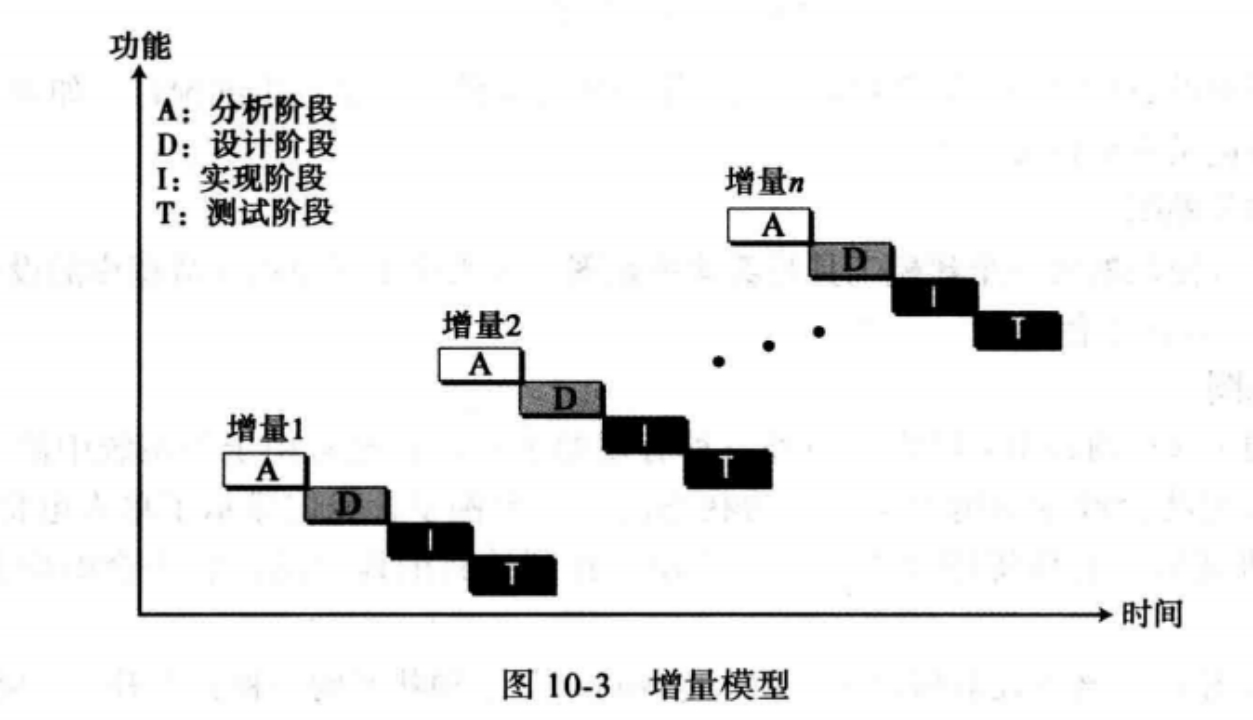 功能
A：分析阶段
D：设计阶段
I：实现阶段
T：测试阶段
增量n
A
D
I
T
增量2
A
D
I
T
增量1
A
D
I
T
时间
图 10-3 增量模型